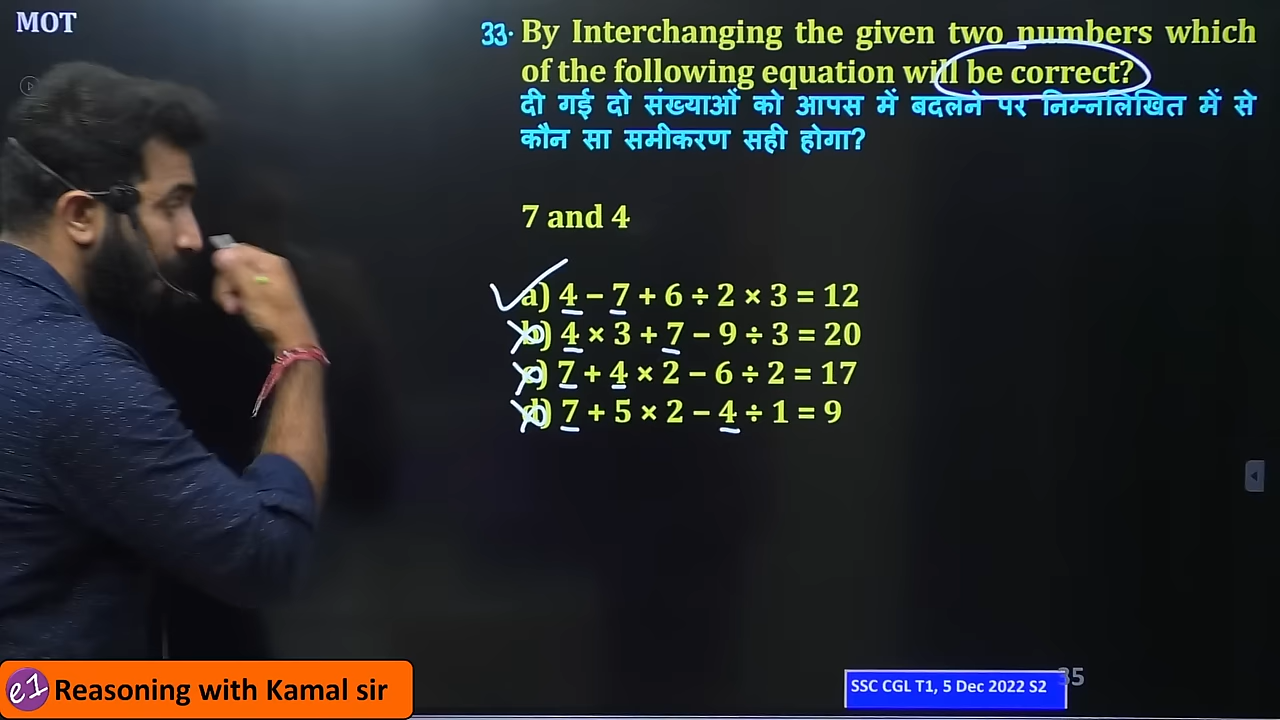 MOT
33. By Interchanging the given two numbers which
of the following equation will be correct?
दी गई दो संख्याओं को आपस में बदलने पर निम्नलिखित में से
कौन सा समीकरण सही होगा?
7 and 4
a) 4 − 7 + 6 ÷ 2 × 3 = 12
b) 4 × 3 + 7 − 9 ÷ 3 = 20
c) 7 + 4 × 2 − 6 ÷ 2 = 17
d) 7 + 5 × 2 − 4 ÷ 1 = 9
e1 Reasoning with Kamal sir
SSC CGL T1, 5 Dec 2022 S2
35